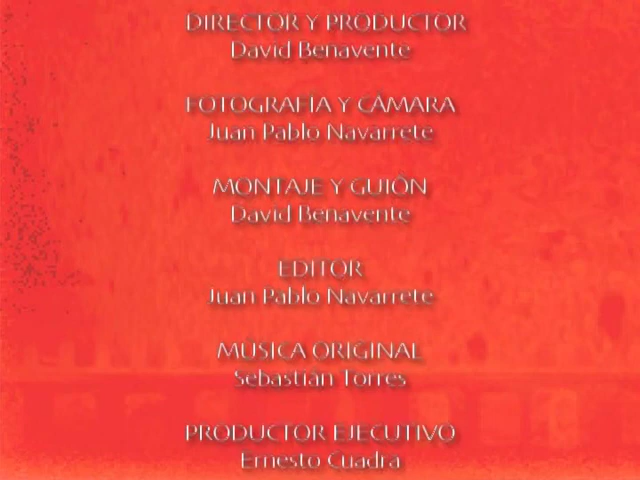 DIRECTOR Y PRODUCTOR
David Benavente
FOTOGRAFÍA Y CÁMARA
Juan Pablo Navarrete
MONTAJE Y GUIÓN
David Benavente
EDITOR
Juan Pablo Navarrete
MÚSICA ORIGINAL
Sebastián Torres
PRODUCTOR EJECUTIVO
Ernesto Cuadra